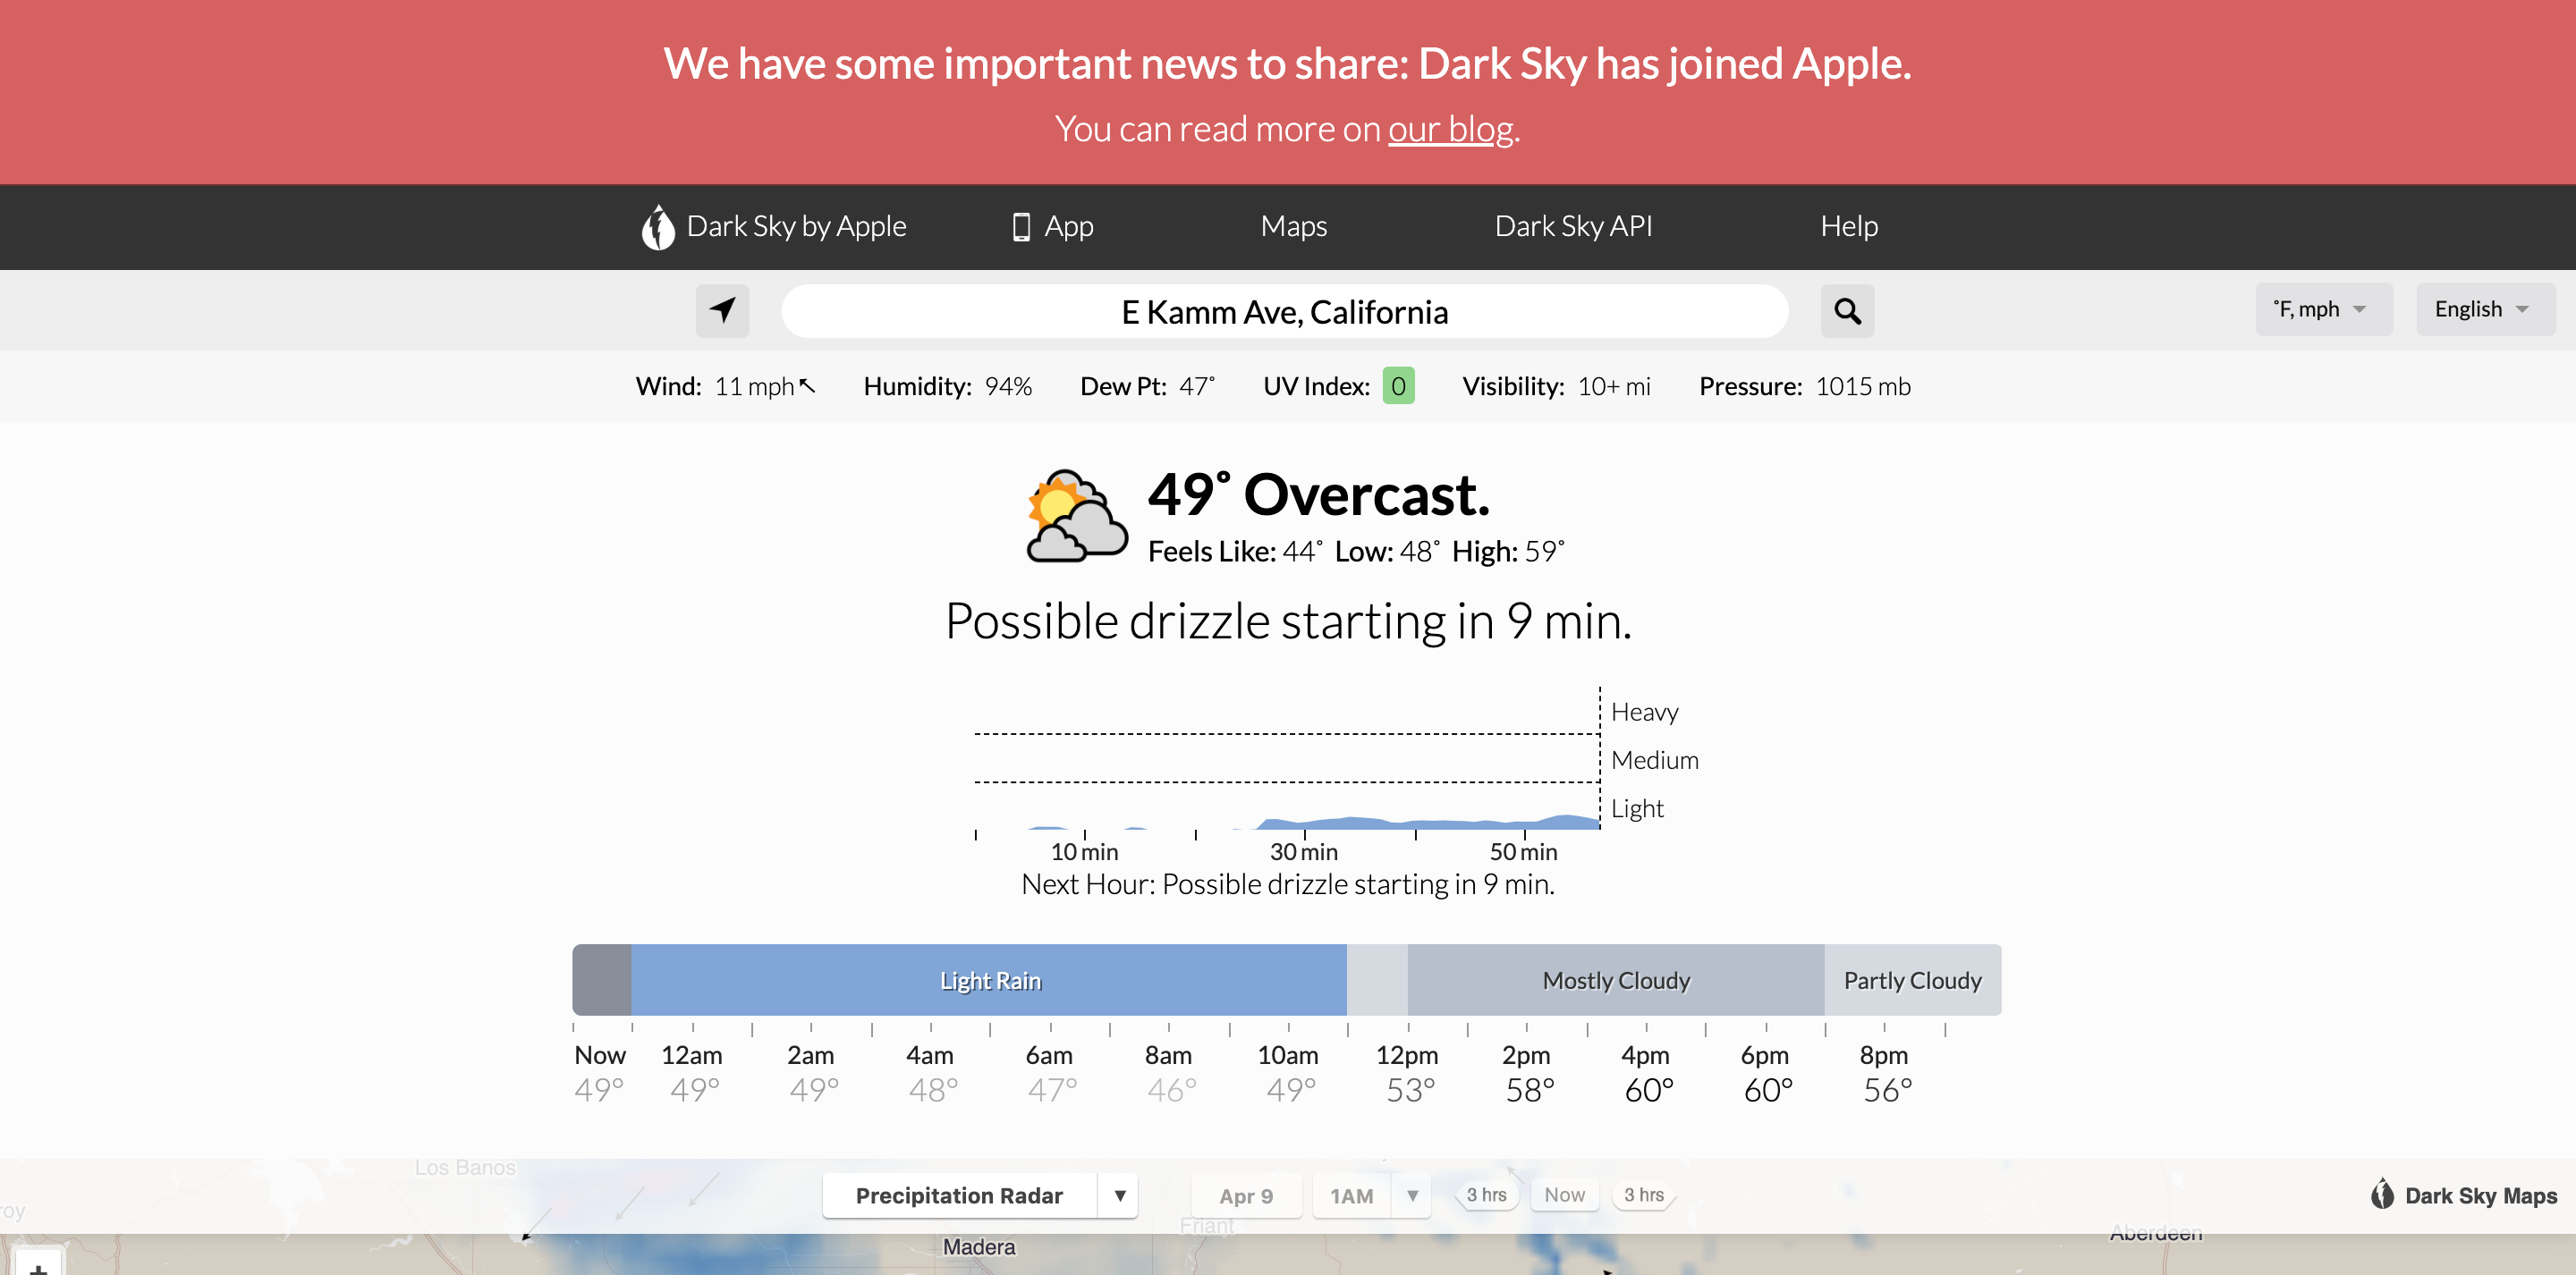 We have some important news to share: Dark Sky has joined Apple.
You can read more on our blog.
Dark Sky by Apple App Maps Dark Sky API Help
E Kamm Ave, California ˚F, mph English
Wind: 11 mph Humidity: 94% Dew Pt: 47˚ UV Index: 0 Visibility: 10+ mi Pressure: 1015 mb
49˚ Overcast.
Feels Like: 44˚ Low: 48˚ High: 59˚
Possible drizzle starting in 9 min.
Heavy
Medium
Light
10 min 30 min 50 min
Next Hour: Possible drizzle starting in 9 min.
Light Rain Mostly Cloudy Partly Cloudy
Now 12am 2am 4am 6am 8am 10am 12pm 2pm 4pm 6pm 8pm
49° 49° 49° 48° 47° 46° 49° 53° 58° 60° 60° 56°
Los Banos
Precipitation Radar Apr 9 1AM 3 hrs Now 3 hrs Dark Sky Maps
roy Friant Aberdeen
Madera
+